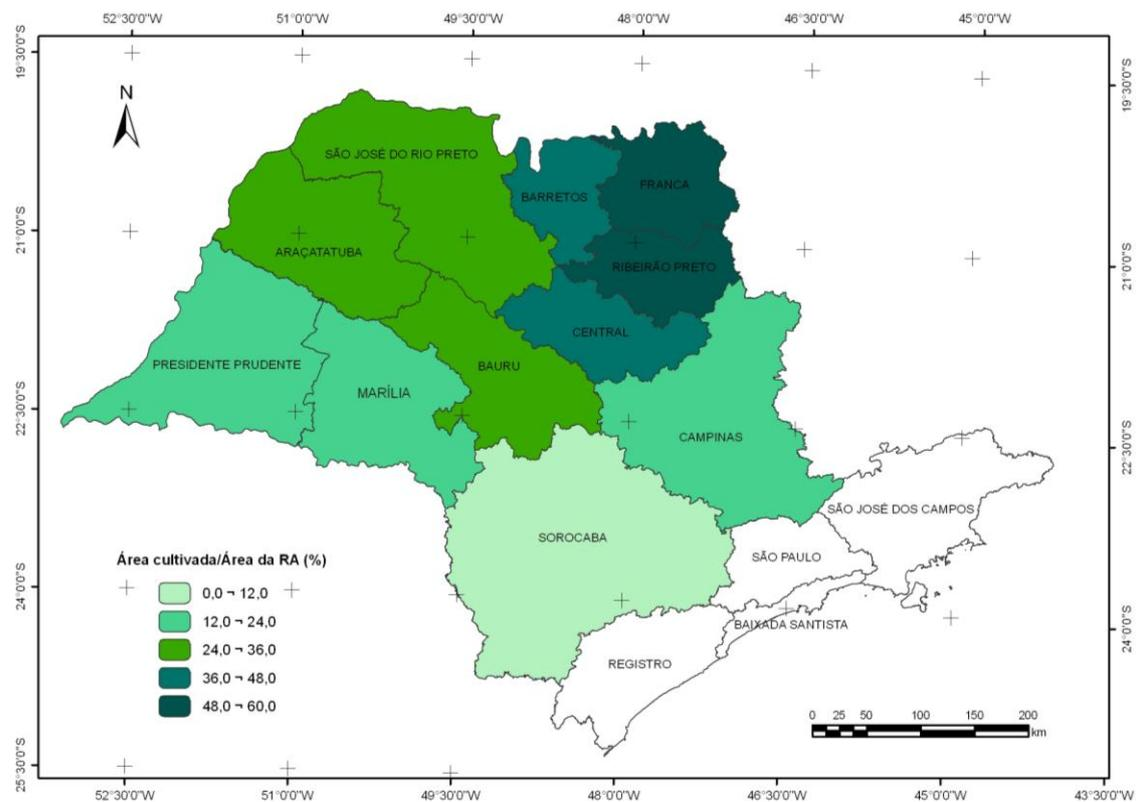 52°30'0"W 51°0'0"W 49°30'0"W 48°0'0"W 46°30'0"W 45°0'0"W
19°30'0"S
19°30'0"S
N
SÃO JOSÉ DO RIO PRETO
BARRETOS
FRANCA
21°0'0"S
ARAÇATATUBA
RIBEIRÃO PRETO
21°0'0"S
CENTRAL
PRESIDENTE PRUDENTE
BAURU
MARÍLIA
22°30'0"S
CAMPINAS
22°30'0"S
SÃO JOSÉ DOS CAMPOS
SOROCABA
SÃO PAULO
Área cultivada/Área da RA (%)
24°0'0"S
0,0 ¬ 12,0
12,0 ¬ 24,0
24,0 ¬ 36,0
36,0 ¬ 48,0
48,0 ¬ 60,0
BAIXADA SANTISTA
24°0'0"S
REGISTRO
0 25 50 100 150 200
km
25°30'0"S
52°30'0"W 51°0'0"W 49°30'0"W 48°0'0"W 46°30'0"W 45°0'0"W 43°30'0"W